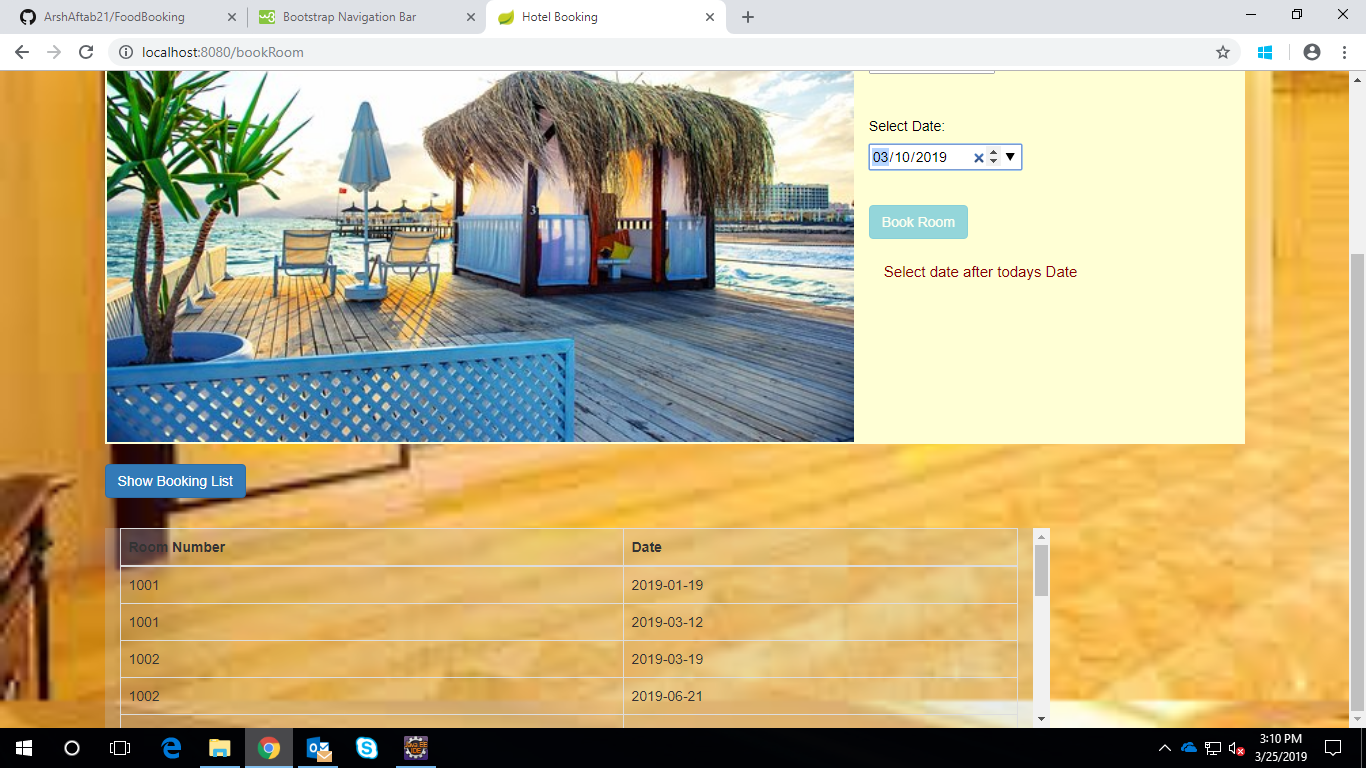 ArshAftab21/FoodBooking
Bootstrap Navigation Bar
Hotel Booking
localhost:8080/bookRoom
Select Date:
03/10/2019
Book Room
Select date after todays Date
Show Booking List
Room Number Date
1001 2019-01-19
1001 2019-03-12
1002 2019-03-19
1002 2019-06-21
3:10 PM
3/25/2019